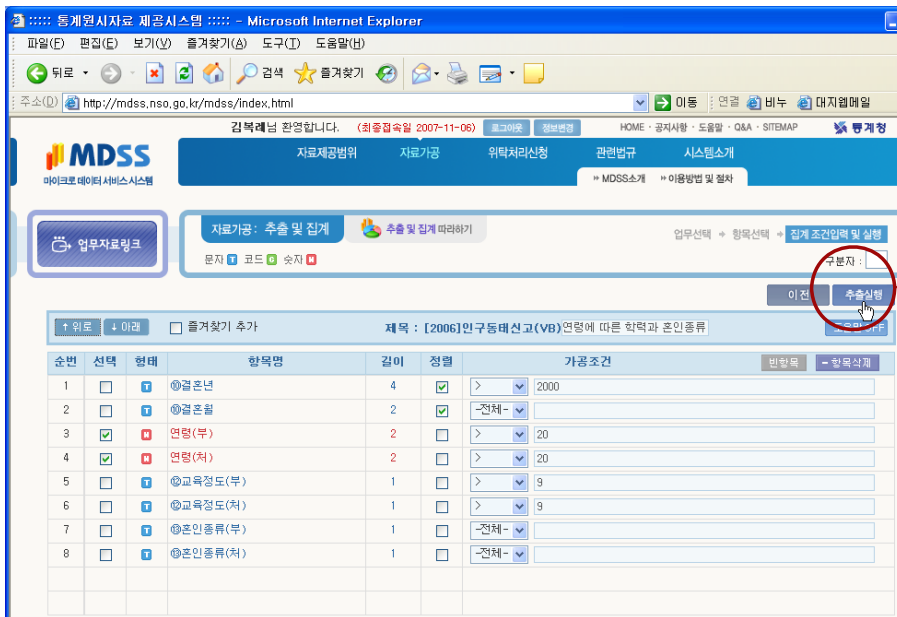 ::::: 통계원시자료 제공시스템 ::::: - Microsoft Internet Explorer
파일(F) 편집(E) 보기(V) 즐겨찾기(A) 도구(T) 도움말(H)
뒤로 검색 즐겨찾기
주소(D) http://mdss.nso.go.kr/mdss/index.html 이동 연결 비누 대지웹메일
김복례님 환영합니다. (최종접속일 2007-11-06) 로그아웃 정보변경 HOME · 공지사항 · 도움말 · Q&A · SITEMAP 통계청
MDSS 자료제공범위 자료가공 위탁처리신청 관련법규 시스템소개
마이크로 데이터 서비스 시스템 MDSS소개 이용방법 및 절차
업무자료링크 자료가공 : 추출 및 집계 추출 및 집계 따라하기 업무선택 항목선택 집계 조건입력 및 실행
문자 T 코드 C 숫자 N 구분자 :
이전 추출실행
↑ 위로 ↓ 아래 즐겨찾기 추가 제목 : [2006]인구동태신고(VB) 연령에 따른 학력과 혼인종류 도움말 OFF
순번 선택 형태 항목명 길이 정렬 가공조건 빈항목 - 항목삭제
1 T ⑩결혼년 4 > 2000
2 T ⑩결혼월 2 -전체-
3 N 연령(부) 2 > 20
4 N 연령(처) 2 > 20
5 T ⑫교육정도(부) 1 > 9
6 T ⑫교육정도(처) 1 > 9
7 T ⑬혼인종류(부) 1 -전체-
8 T ⑬혼인종류(처) 1 -전체-